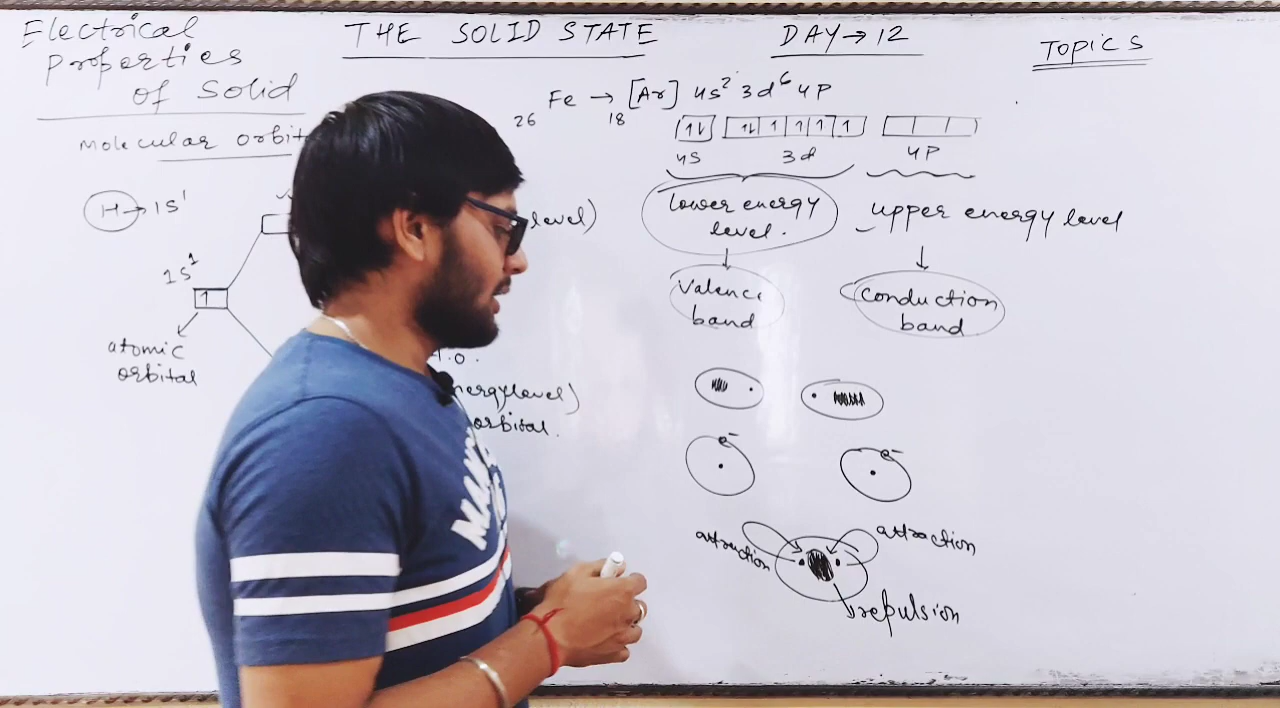 Electrical
Properties
of Solid
THE SOLID STATE
DAY→12
TOPICS
Fe → [Ar] 4s² 3d⁶ 4P
26
18
4S
3d
4P
Molecular orbit
H → 1S¹
level)
1S¹
atomic
orbital
T.O.
nergy level)
orbital.
lower energy
level.
upper energy level
Valence
band
Conduction
band
e⁻
e⁻
attraction
attraction
repulsion